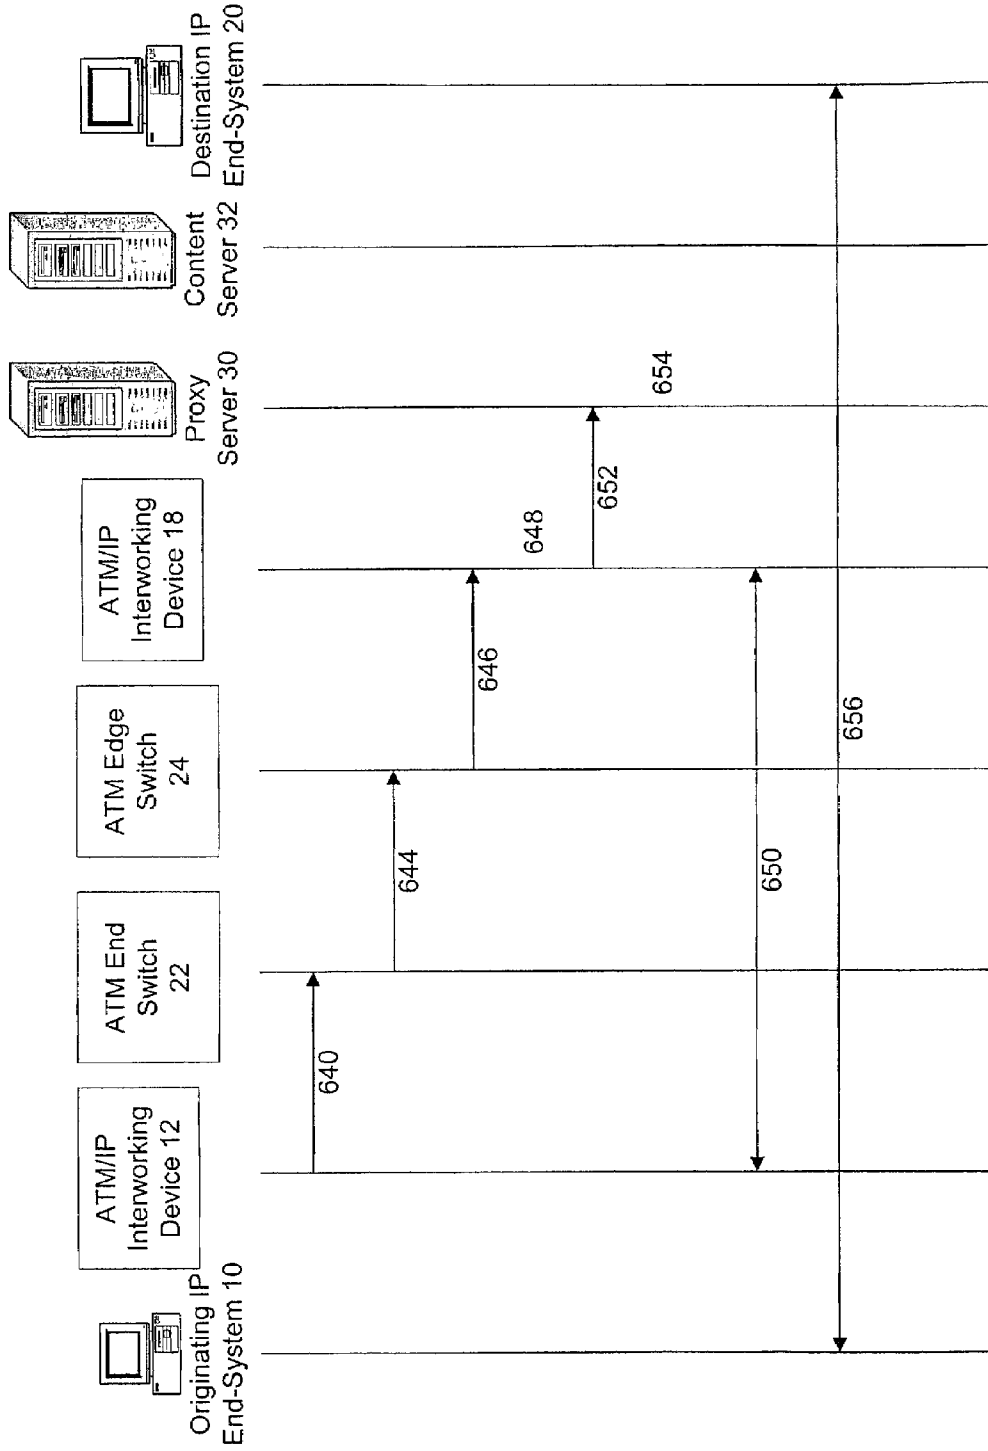 Originating IP
End-System 10
ATM/IP
Interworking
Device 12
ATM End
Switch
22
ATM Edge
Switch
24
ATM/IP
Interworking
Device 18
Proxy
Server 30
Content
Server 32
Destination IP
End-System 20
640
644
646
648
652
654
650
656